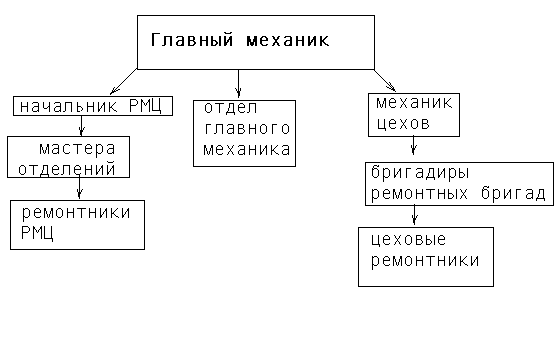 Главный механик
начальник РМЦ
мастера
отделений
ремонтники
РМЦ
отдел
главного
механика
механик
цехов
бригадиры
ремонтных бригад
цеховые
ремонтники